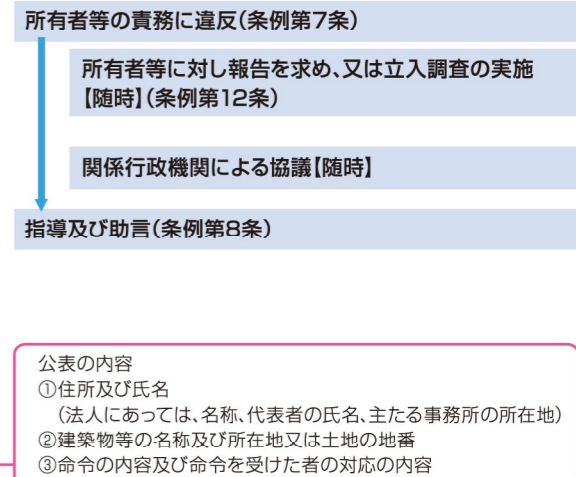 所有者等の責務に違反(条例第7条)
所有者等に対し報告を求め、又は立入調査の実施
【随時】(条例第12条)
関係行政機関による協議【随時】
指導及び助言(条例第8条)
公表の内容
①住所及び氏名
(法人にあっては、名称、代表者の氏名、主たる事務所の所在地)
②建築物等の名称及び所在地又は土地の地番
③命令の内容及び命令を受けた者の対応の内容